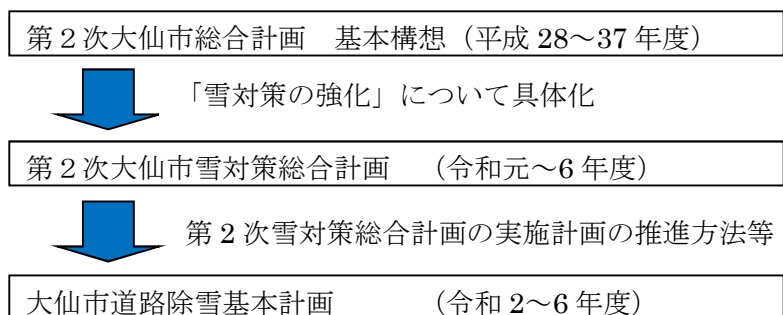 第2次大仙市総合計画　基本構想（平成 28～37 年度）
「雪対策の強化」について具体化
第2次大仙市雪対策総合計画　（令和元～6 年度）
第 2 次雪対策総合計画の実施計画の推進方法等
大仙市道路除雪基本計画　（令和 2～6 年度）